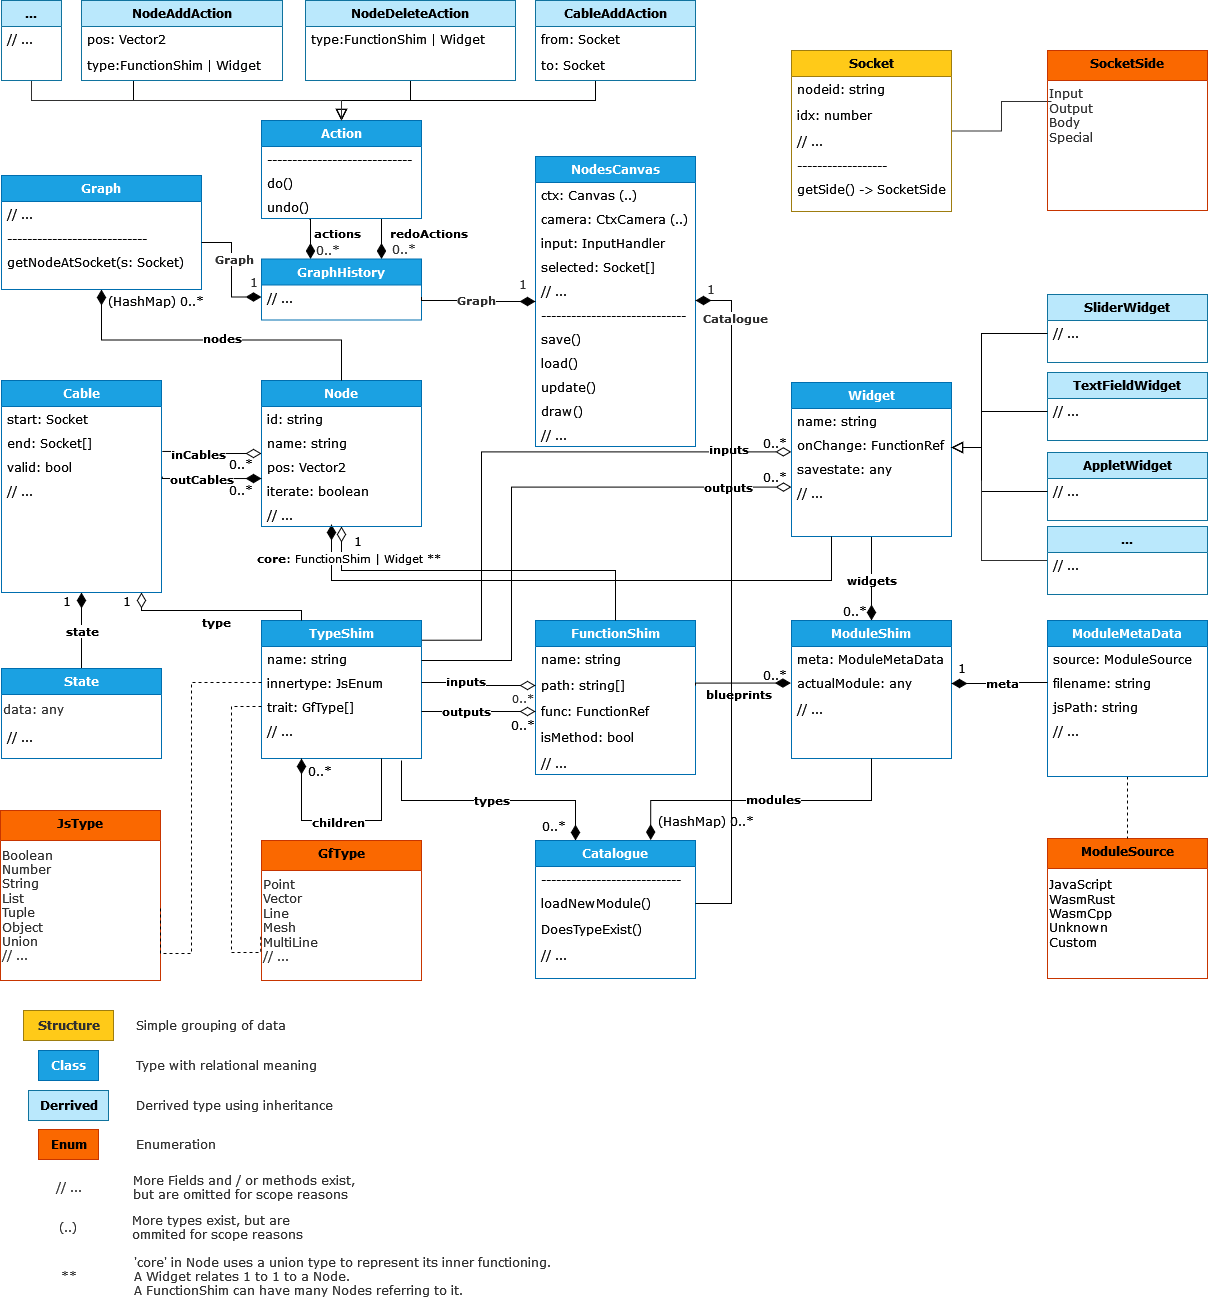 ...
// ...
NodeAddAction
pos: Vector2
type:FunctionShim | Widget
NodeDeleteAction
type:FunctionShim | Widget
CableAddAction
from: Socket
to: Socket
Socket
nodeid: string
idx: number
// ...
------------------
getSide() -> SocketSide
SocketSide
Input
Output
Body
Special
Action
-----------------------------
do()
undo()
actions
0..*
redoActions
0..*
Graph
// ...
----------------------------
getNodeAtSocket(s: Socket)
Graph
1
GraphHistory
// ...
Graph
1
NodesCanvas
ctx: Canvas (..)
camera: CtxCamera (..)
input: InputHandler
selected: Socket[]
// ...
-----------------------------
save()
load()
update()
draw()
// ...
1
Catalogue
(HashMap) 0..*
nodes
Cable
start: Socket
end: Socket[]
valid: bool
// ...
inCables
0..*
outCables
0..*
Node
id: string
name: string
pos: Vector2
iterate: boolean
// ...
1
core: FunctionShim | Widget **
Widget
name: string
onChange: FunctionRef
savestate: any
// ...
inputs
0..*
outputs
0..*
SliderWidget
// ...
TextFieldWidget
// ...
AppletWidget
// ...
...
// ...
widgets
0..*
1
state
1
type
State
data: any
// ...
TypeShim
name: string
innertype: JsEnum
trait: GfType[]
// ...
inputs
0..*
outputs
0..*
FunctionShim
name: string
path: string[]
func: FunctionRef
isMethod: bool
// ...
0..*
blueprints
ModuleShim
meta: ModuleMetaData
actualModule: any
// ...
1
meta
ModuleMetaData
source: ModuleSource
filename: string
jsPath: string
// ...
0..*
children
types
0..*
modules
(HashMap) 0..*
JsType
Boolean
Number
String
List
Tuple
Object
Union
// ...
GfType
Point
Vector
Line
Mesh
MultiLine
// ...
Catalogue
----------------------------
loadNewModule()
DoesTypeExist()
// ...
ModuleSource
JavaScript
WasmRust
WasmCpp
Unknown
Custom
Structure
Simple grouping of data
Class
Type with relational meaning
Derrived
Derrived type using inheritance
Enum
Enumeration
// ...
More Fields and / or methods exist,
but are omitted for scope reasons
(..)
More types exist, but are
ommited for scope reasons
**
'core' in Node uses a union type to represent its inner functioning.
A Widget relates 1 to 1 to a Node.
A FunctionShim can have many Nodes referring to it.